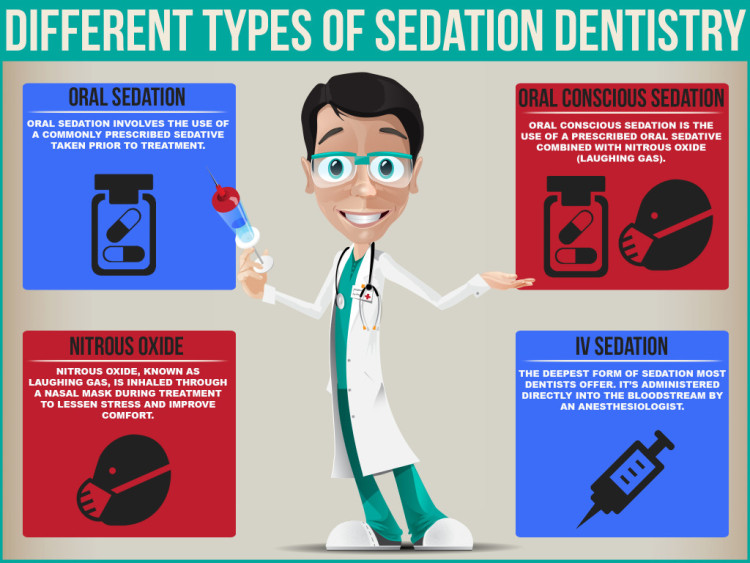 DIFFERENT TYPES OF SEDATION DENTISTRY
ORAL SEDATION
ORAL SEDATION INVOLVES THE USE OF
A COMMONLY PRESCRIBED SEDATIVE
TAKEN PRIOR TO TREATMENT.
ORAL CONSCIOUS SEDATION
ORAL CONSCIOUS SEDATION IS THE
USE OF A PRESCRIBED ORAL SEDATIVE
COMBINED WITH NITROUS OXIDE
(LAUGHING GAS).
NITROUS OXIDE
NITROUS OXIDE, KNOWN AS
LAUGHING GAS, IS INHALED THROUGH
A NASAL MASK DURING TREATMENT
TO LESSEN STRESS AND IMPROVE
COMFORT.
IV SEDATION
THE DEEPEST FORM OF SEDATION MOST
DENTISTS OFFER. IT'S ADMINISTERED
DIRECTLY INTO THE BLOODSTREAM BY
AN ANESTHESIOLOGIST.